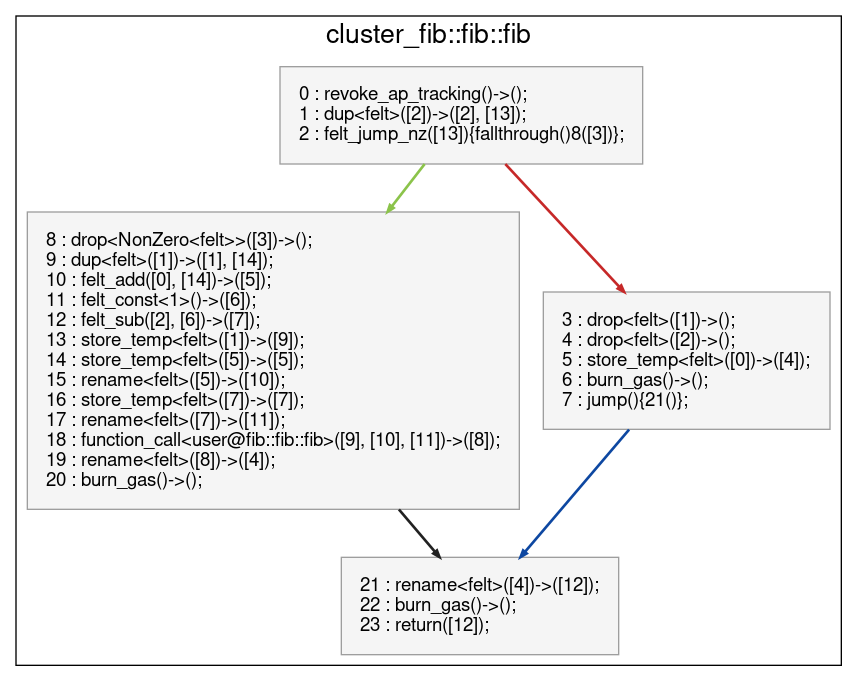 cluster_fib::fib::fib
0 : revoke_ap_tracking()->();
1 : dup<felt>([2])->([2], [13]);
2 : felt_jump_nz([13]){fallthrough()8([3])};
8 : drop<NonZero<felt>>([3])->();
9 : dup<felt>([1])->([1], [14]);
10 : felt_add([0], [14])->([5]);
11 : felt_const<1>()->([6]);
12 : felt_sub([2], [6])->([7]);
13 : store_temp<felt>([1])->([9]);
14 : store_temp<felt>([5])->([5]);
15 : rename<felt>([5])->([10]);
16 : store_temp<felt>([7])->([7]);
17 : rename<felt>([7])->([11]);
18 : function_call<user@fib::fib::fib>([9], [10], [11])->([8]);
19 : rename<felt>([8])->([4]);
20 : burn_gas()->();
3 : drop<felt>([1])->();
4 : drop<felt>([2])->();
5 : store_temp<felt>([0])->([4]);
6 : burn_gas()->();
7 : jump(){21()};
21 : rename<felt>([4])->([12]);
22 : burn_gas()->();
23 : return([12]);